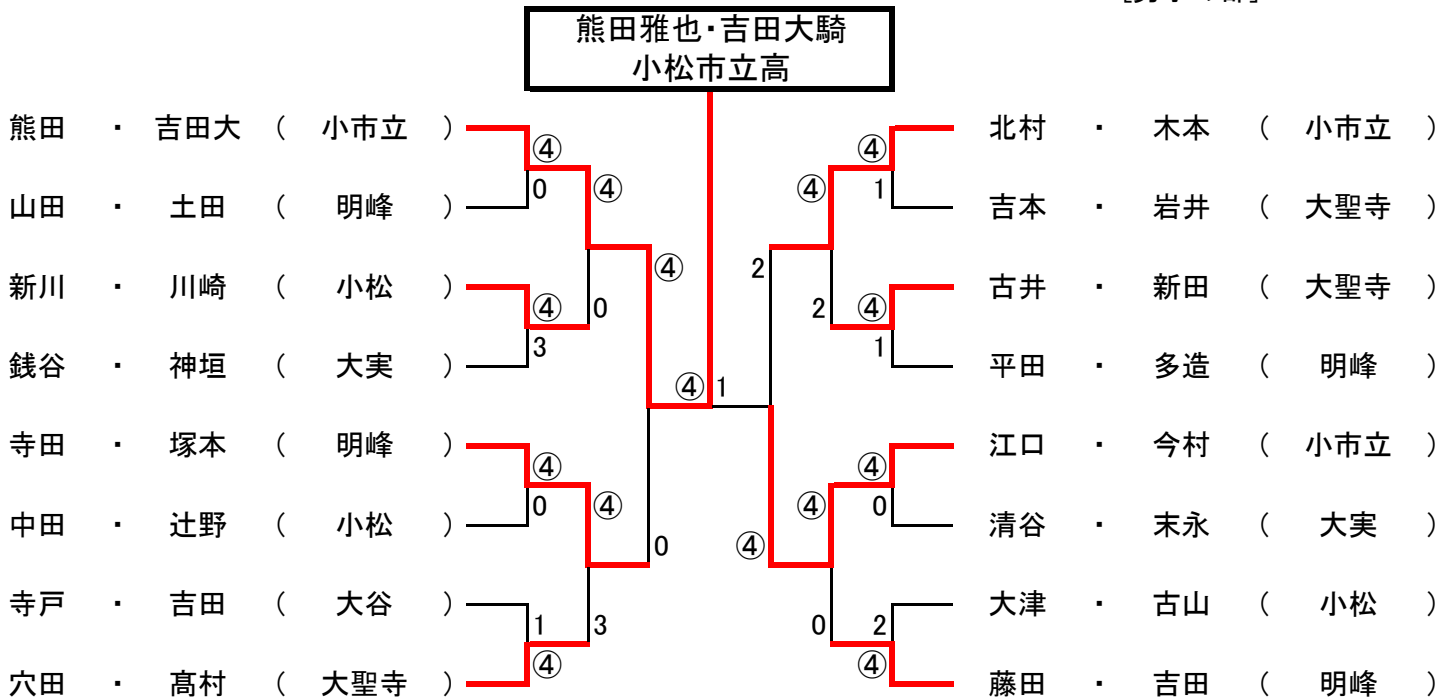 熊田雅也・吉田大騎
小松市立高
熊田 ・ 吉田大 ( 小市立 )
④
0
山田 ・ 土田 ( 明峰 )
④
新川 ・ 川崎 ( 小松 )
④
3
0
銭谷 ・ 神垣 ( 大実 )
④
寺田 ・ 塚本 ( 明峰 )
④
0
中田 ・ 辻野 ( 小松 )
④
0
寺戸 ・ 吉田 ( 大谷 )
1
④
3
穴田 ・ 髙村 ( 大聖寺 )
④ 1
北村 ・ 木本 ( 小市立 )
④
1
吉本 ・ 岩井 ( 大聖寺 )
④
2
古井 ・ 新田 ( 大聖寺 )
2
④
1
平田 ・ 多造 ( 明峰 )
江口 ・ 今村 ( 小市立 )
④
0
清谷 ・ 末永 ( 大実 )
④
④
大津 ・ 古山 ( 小松 )
0
2
④
藤田 ・ 吉田 ( 明峰 )